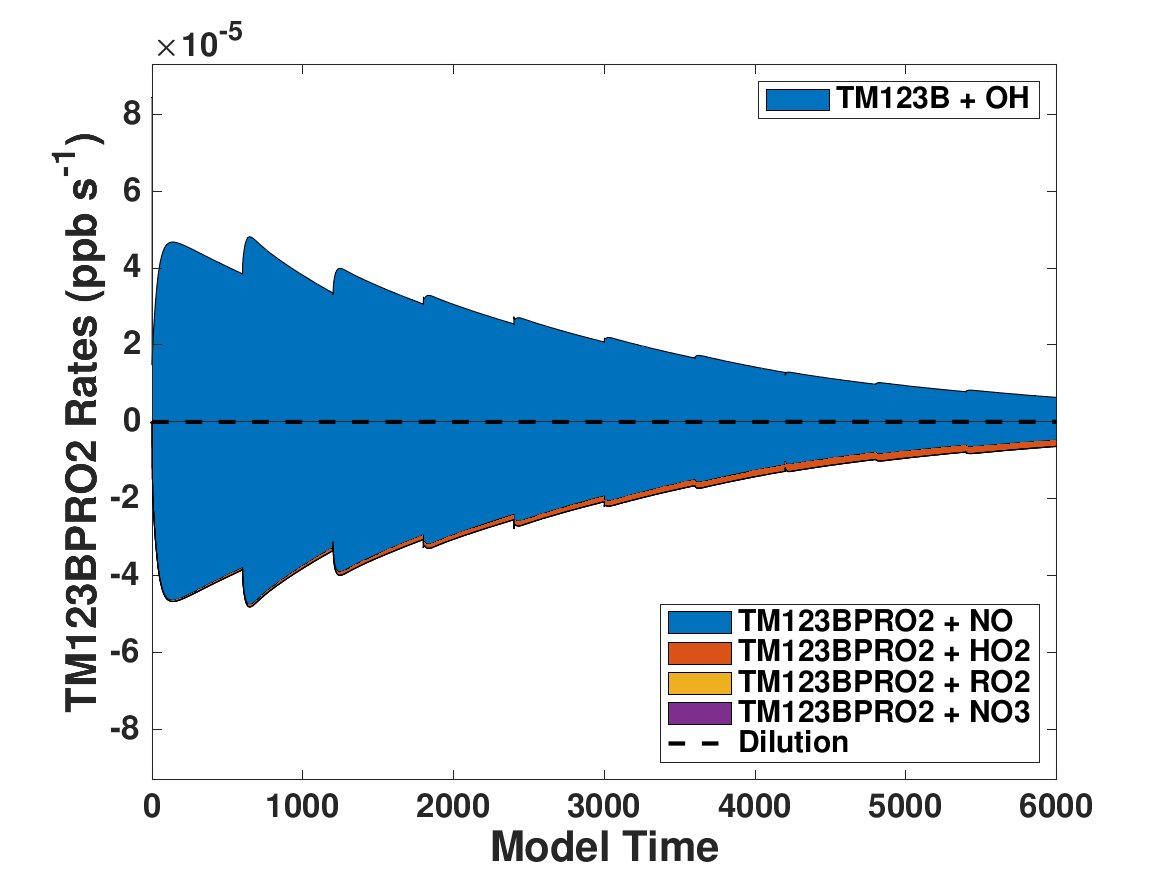 ×10-5
TM123BPRO2 Rates (ppb s-1)
8
6
4
2
0
-2
-4
-6
-8
TM123B + OH
TM123BPRO2 + NO
TM123BPRO2 + HO2
TM123BPRO2 + RO2
TM123BPRO2 + NO3
Dilution
0 1000 2000 3000 4000 5000 6000
Model Time